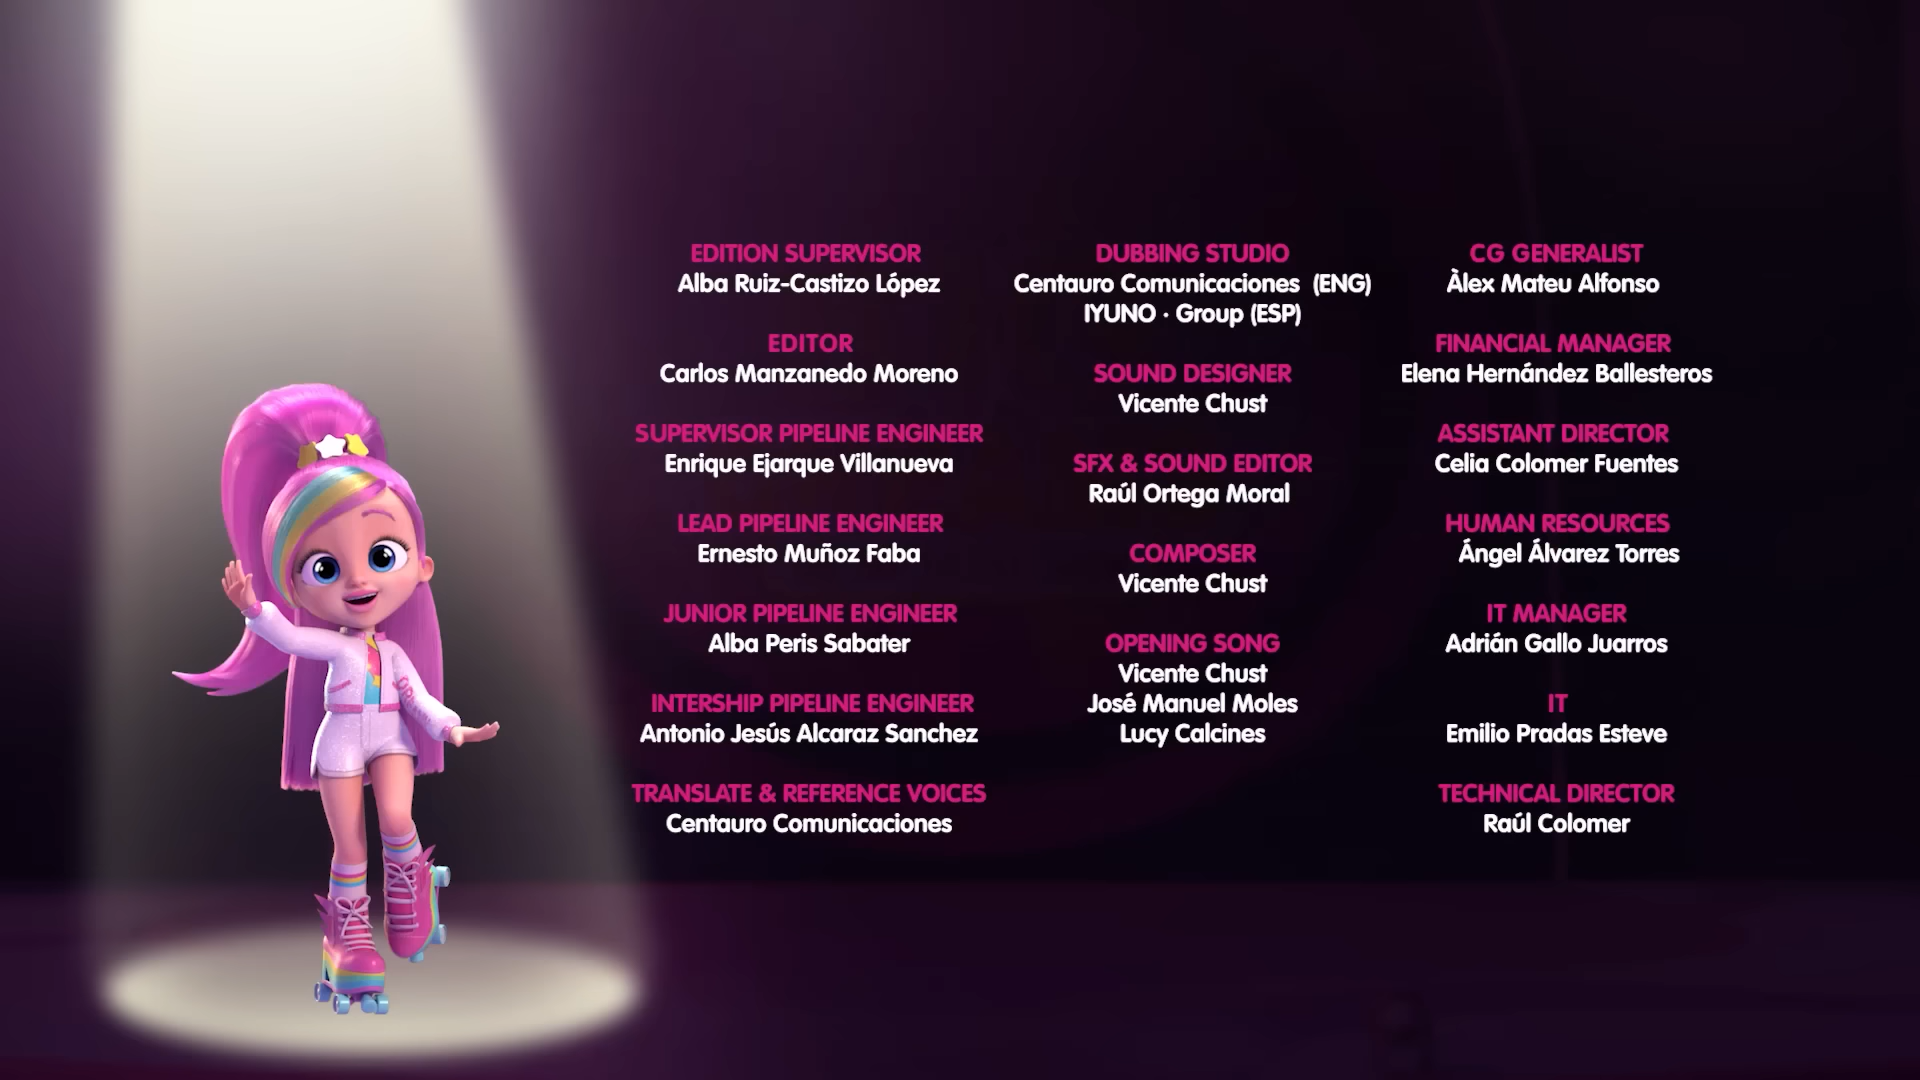 EDITION SUPERVISOR
Alba Ruiz-Castizo López
EDITOR
Carlos Manzanedo Moreno
SUPERVISOR PIPELINE ENGINEER
Enrique Ejarque Villanueva
LEAD PIPELINE ENGINEER
Ernesto Muñoz Faba
JUNIOR PIPELINE ENGINEER
Alba Peris Sabater
INTERSHIP PIPELINE ENGINEER
Antonio Jesús Alcaraz Sanchez
TRANSLATE & REFERENCE VOICES
Centauro Comunicaciones
DUBBING STUDIO
Centauro Comunicaciones (ENG)
IYUNO · Group (ESP)
SOUND DESIGNER
Vicente Chust
SFX & SOUND EDITOR
Raúl Ortega Moral
COMPOSER
Vicente Chust
OPENING SONG
Vicente Chust
José Manuel Moles
Lucy Calcines
CG GENERALIST
Àlex Mateu Alfonso
FINANCIAL MANAGER
Elena Hernández Ballesteros
ASSISTANT DIRECTOR
Celia Colomer Fuentes
HUMAN RESOURCES
Ángel Álvarez Torres
IT MANAGER
Adrián Gallo Juarros
IT
Emilio Pradas Esteve
TECHNICAL DIRECTOR
Raúl Colomer